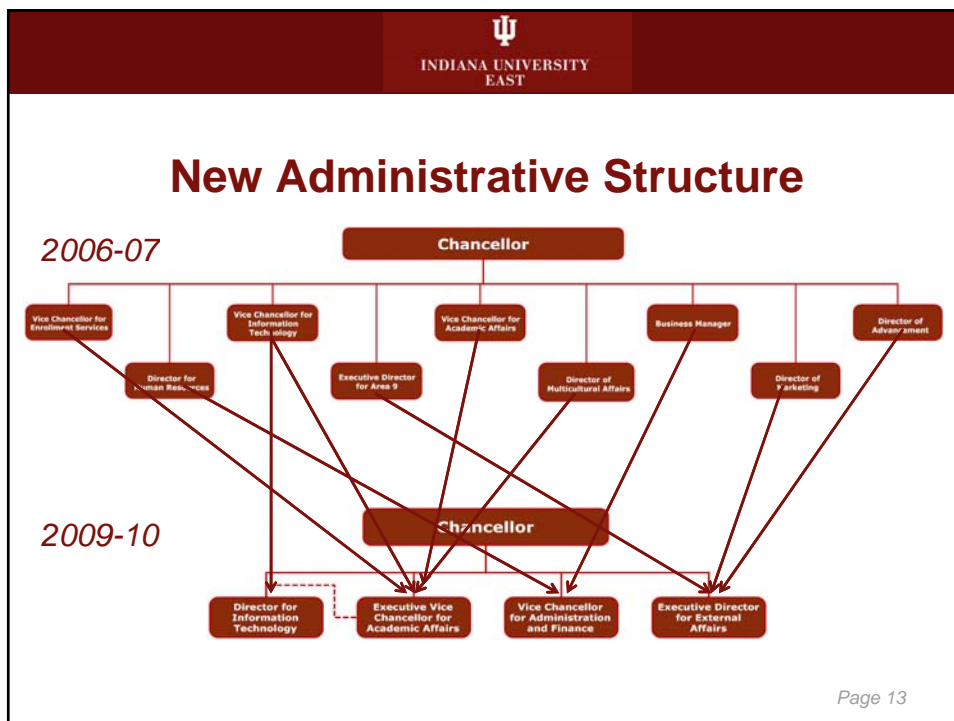 INDIANA UNIVERSITY
EAST
New Administrative Structure
2006-07
Chancellor
Vice Chancellor for
Enrollment Services
Vice Chancellor for
Information
Technology
Vice Chancellor for
Academic Affairs
Business Manager
Director of
Advancement
Director for
Human Resources
Executive Director
for Area 9
Director of
Multicultural Affairs
Director of
Marketing
2009-10
Chancellor
Director for
Information
Technology
Executive Vice
Chancellor for
Academic Affairs
Vice Chancellor
for Administration
and Finance
Executive Director
for External
Affairs
Page 13